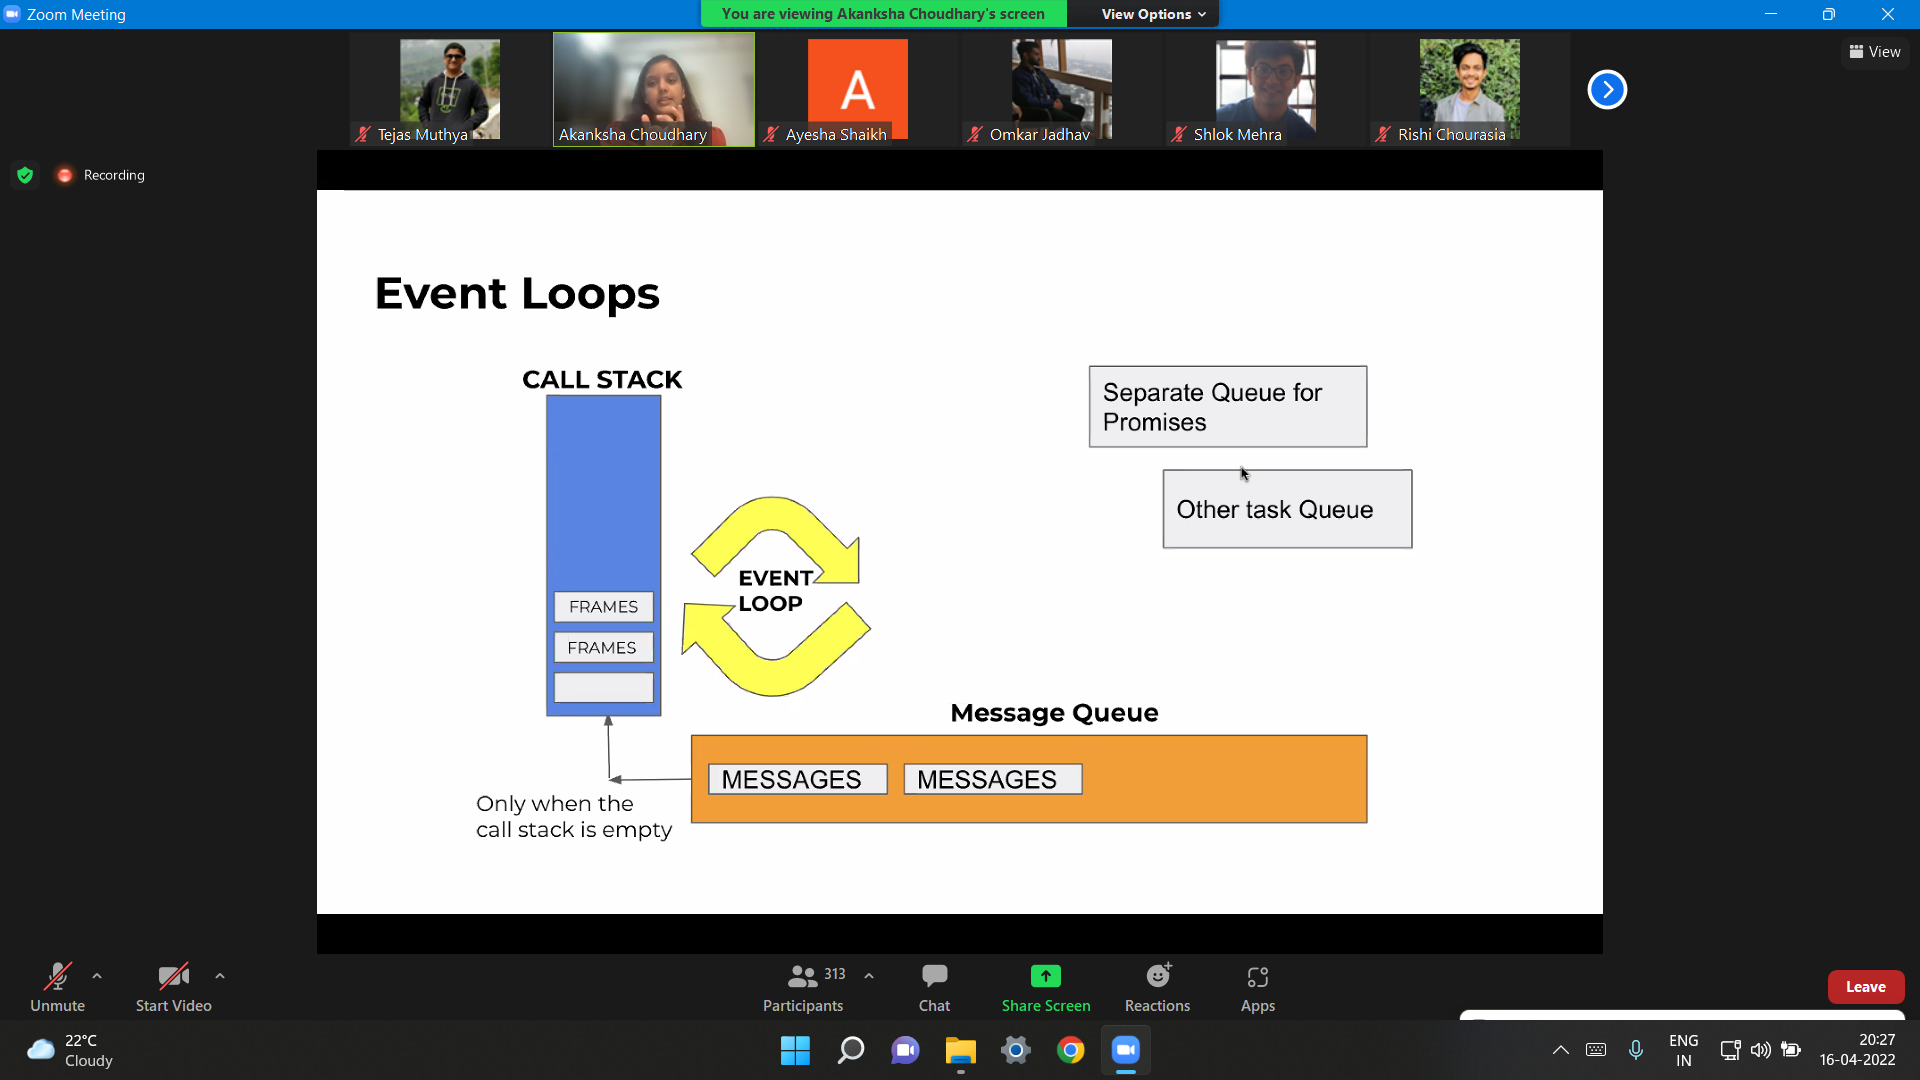 Zoom Meeting
You are viewing Akanksha Choudhary's screen
View Options
View
Tejas Muthya
Akanksha Choudhary
A
Ayesha Shaikh
Omkar Jadhav
Shlok Mehra
Rishi Chourasia
Recording
Event Loops
CALL STACK
Separate Queue for
Promises
Other task Queue
EVENT
LOOP
FRAMES
FRAMES
Message Queue
MESSAGES
MESSAGES
Only when the
call stack is empty
Unmute
Start Video
313
Participants
Chat
Share Screen
Reactions
Apps
Leave
22°C
Cloudy
ENG
IN
20:27
16-04-2022